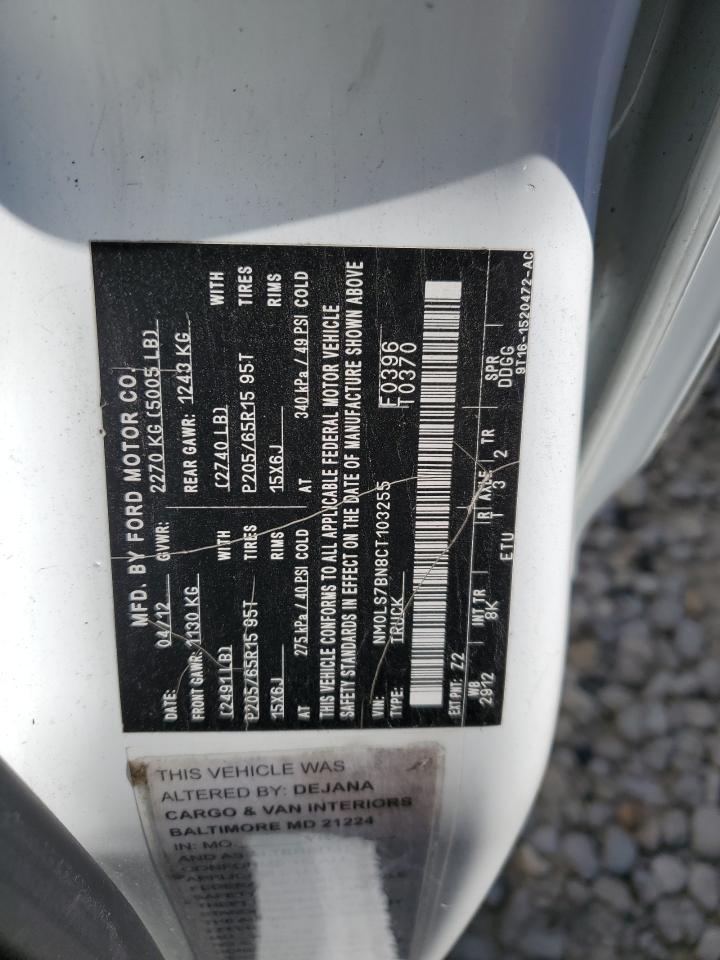 MFD. BY FORD MOTOR CO.
DATE: 04/12 GVWR: 2270 KG (5005 LB)
FRONT GAWR: 1130 KG REAR GAWR: 1243 KG
(2491LB) WITH (2740 LB) WITH
P205/65R15 95T TIRES P205/65R15 95T TIRES
15X6J RIMS 15X6J RIMS
AT 275 kPa/40 PSI COLD AT 340 kPa/49 PSI COLD
THIS VEHICLE CONFORMS TO ALL APPLICABLE FEDERAL MOTOR VEHICLE
SAFETY STANDARDS IN EFFECT ON THE DATE OF MANUFACTURE SHOWN ABOVE
VIN: NM0LS7BN8CT103255 F0396
TYPE: TRUCK T0370
EXT PNT: Z2
WB INT TR R AXLE TR SPR
2912 8K 1 3 2 DDGG
ETU 9T16-1520472-AC
THIS VEHICLE WAS
ALTERED BY: DEJANA
CARGO & VAN INTERIORS
BALTIMORE MD 21224
IN: MO.
AND AS